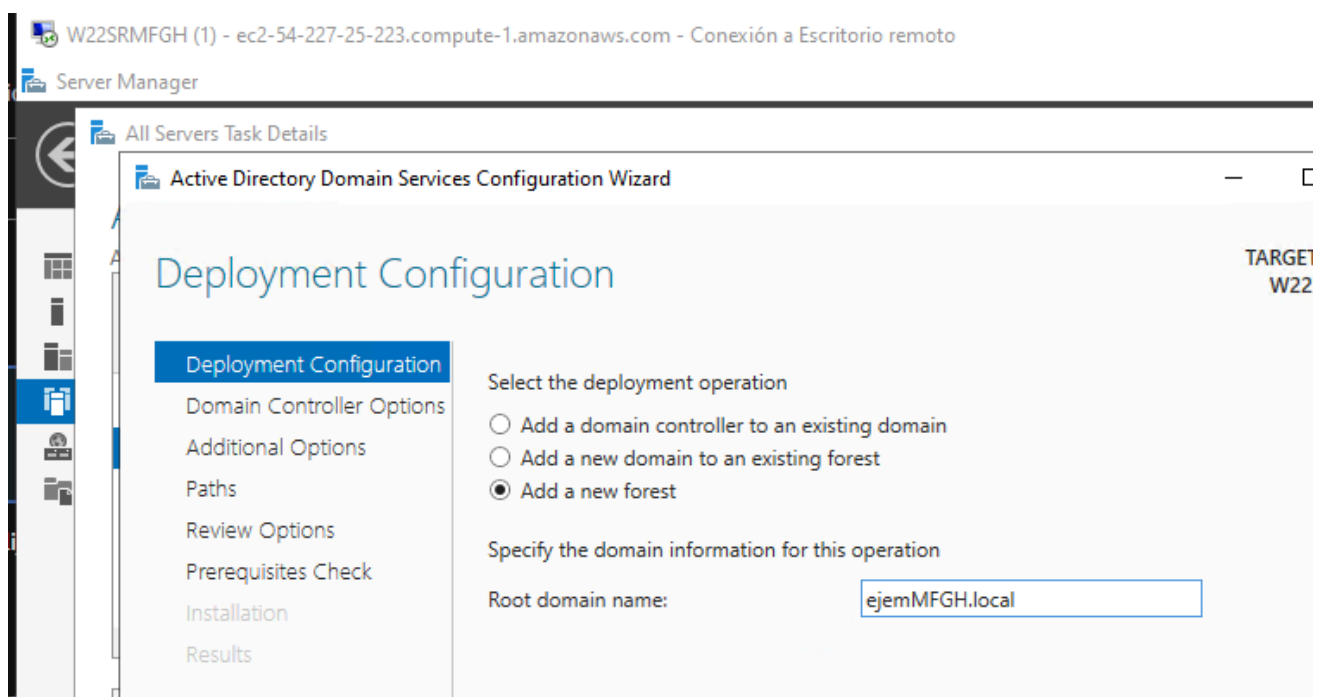 W22SRMFGH (1) - ec2-54-227-25-223.compute-1.amazonaws.com - Conexión a Escritorio remoto
Server Manager
All Servers Task Details
Active Directory Domain Services Configuration Wizard
Deployment Configuration
TARGET
W22
Deployment Configuration
Domain Controller Options
Additional Options
Paths
Review Options
Prerequisites Check
Installation
Results
Select the deployment operation
Add a domain controller to an existing domain
Add a new domain to an existing forest
Add a new forest
Specify the domain information for this operation
Root domain name: ejemMFGH.local